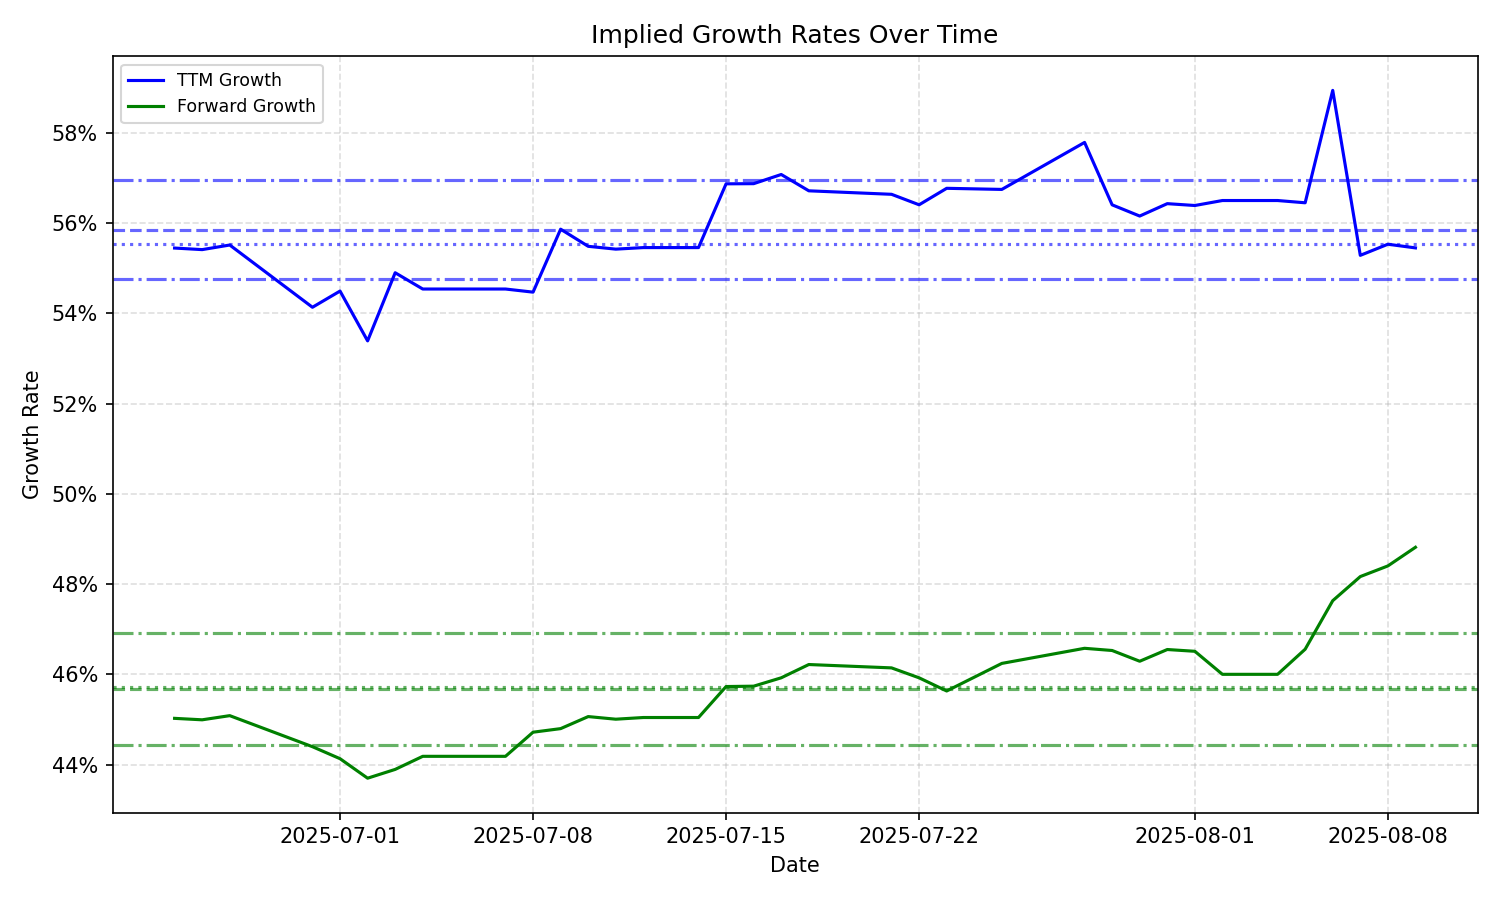 Implied Growth Rates Over Time
TTM Growth
Forward Growth
58%
56%
54%
52%
50%
48%
46%
44%
Growth Rate
2025-07-01
2025-07-08
2025-07-15
2025-07-22
2025-08-01
2025-08-08
Date